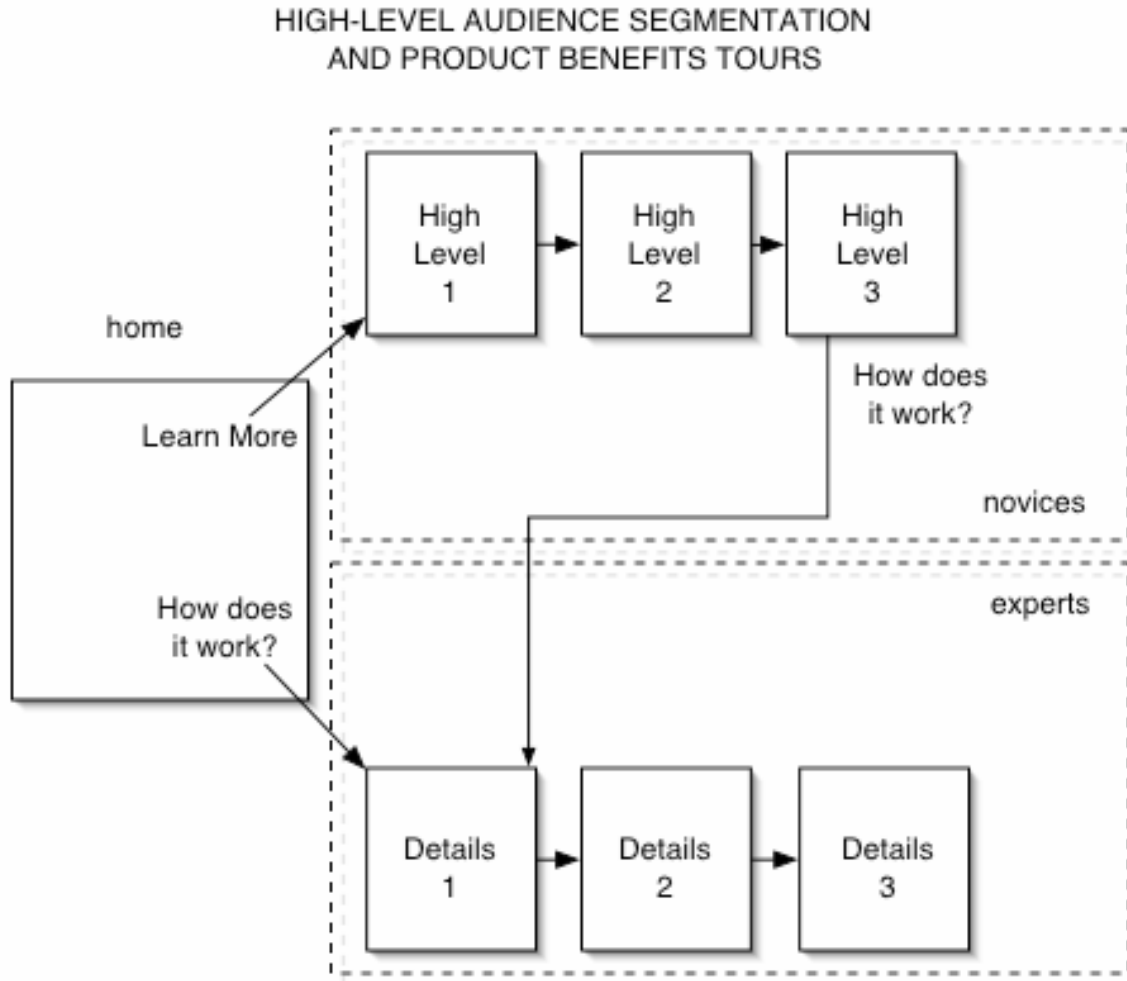 HIGH-LEVEL AUDIENCE SEGMENTATION
AND PRODUCT BENEFITS TOURS
High
Level
1
High
Level
2
High
Level
3
home
How does
it work?
Learn More
novices
experts
How does
it work?
Details
1
Details
2
Details
3